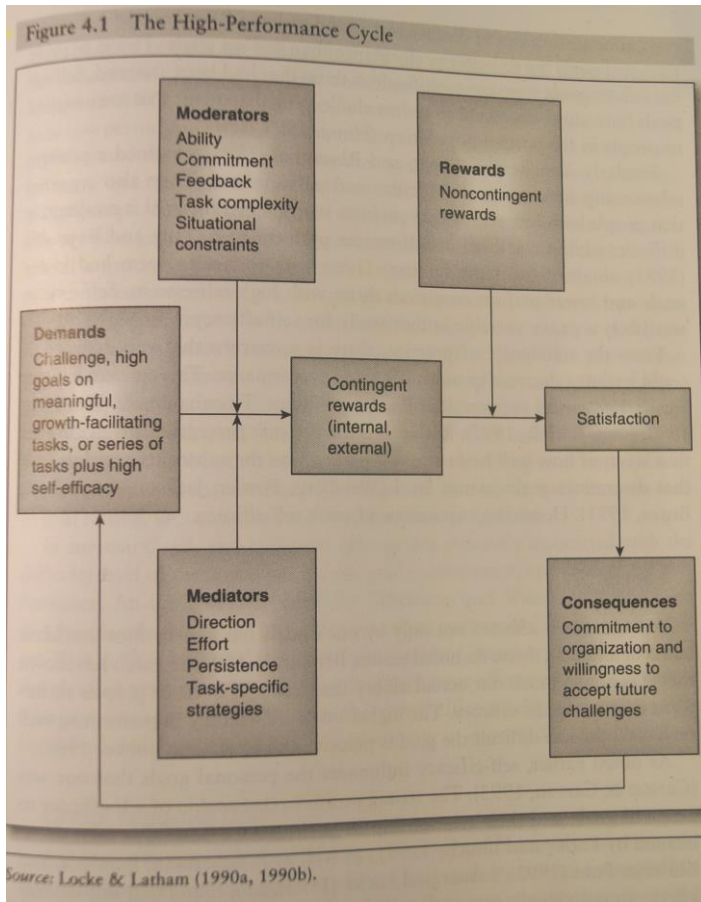 Figure 4.1 The High-Performance Cycle
Moderators
Ability
Commitment
Feedback
Task complexity
Situational
constraints
Rewards
Noncontingent
rewards
Demands
Challenge, high
goals on
meaningful,
growth-facilitating
tasks, or series of
tasks plus high
self-efficacy
Contingent
rewards
(internal,
external)
Satisfaction
Mediators
Direction
Effort
Persistence
Task-specific
strategies
Consequences
Commitment to
organization and
willingness to
accept future
challenges
Source: Locke & Latham (1990a, 1990b).